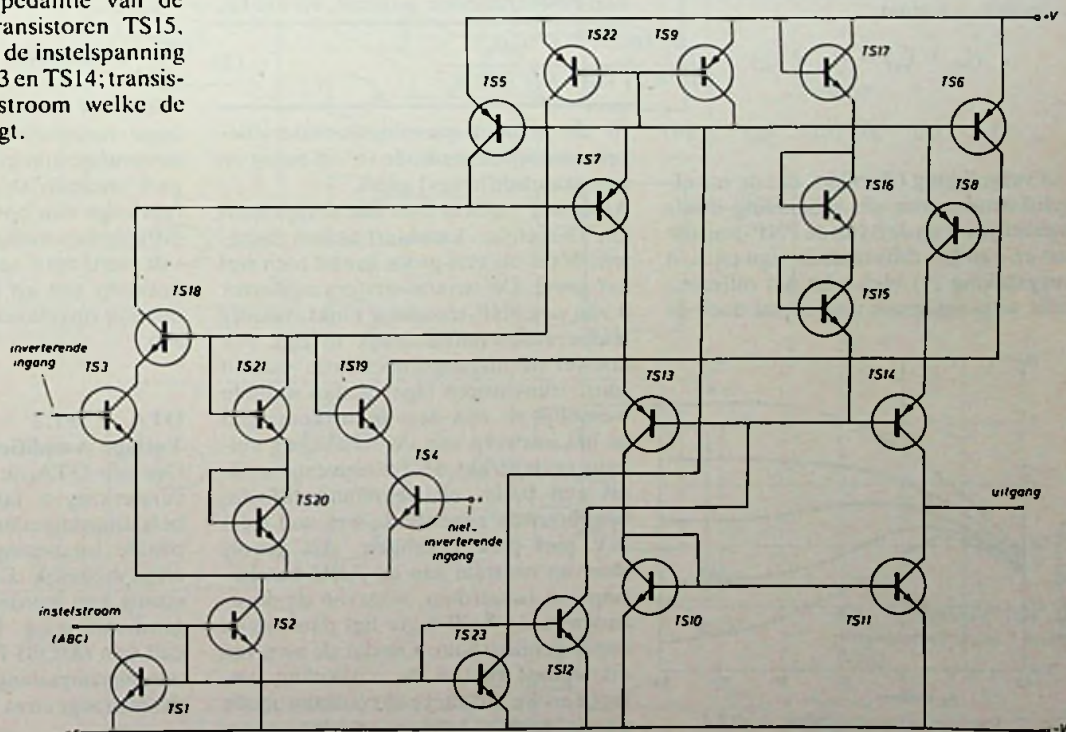 pedantie van de
ransistoren TS15,
de instelspanning
3 en TS14; transis-
stroom welke de
gt.
+V
TS22
TS9
TS17
TS5
TS6
TS7
TS16
TS8
TS15
TS18
inverterende
ingang
TS3
TS21
TS19
TS13
TS14
TS4
TS20
niet-
inverterende
ingang
uitgang
instelstroom
(ABC)
TS2
TS23
TS12
TS10
TS11
TS1
-V